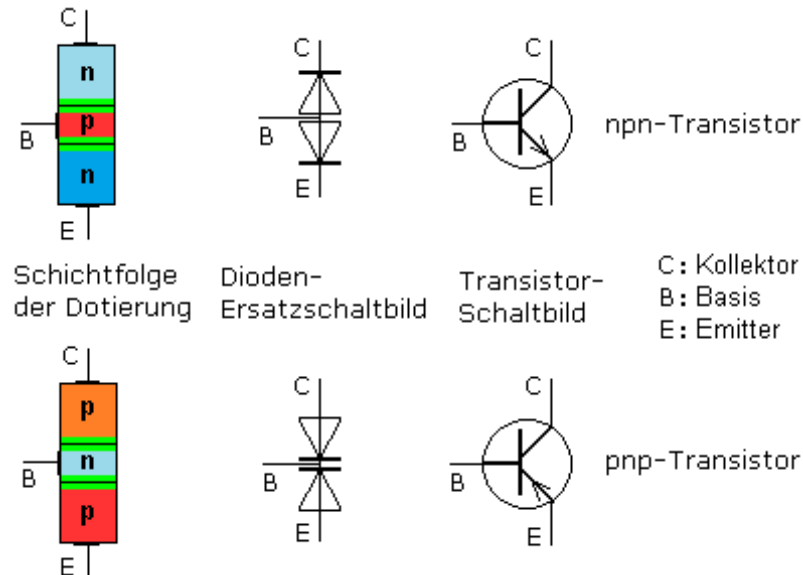 C
n
p
B
n
E
C
B
E
C
B
E
npn-Transistor
Schichtfolge
der Dotierung
Dioden-
Ersatzschaltbild
Transistor-
Schaltbild
C: Kollektor
B: Basis
E: Emitter
C
p
n
B
p
E
C
B
E
C
B
E
pnp-Transistor